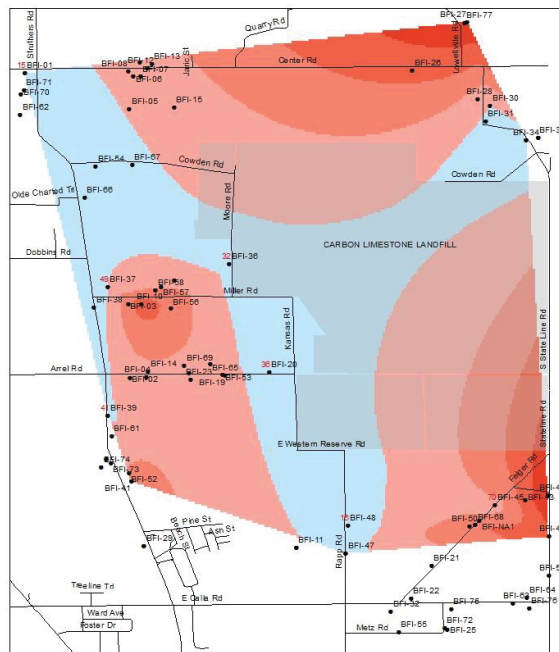 BFI-27 BFI-77
Struthers Rd
Quarry Rd
Lowellville Rd
Jaric St
BFI-12 BFI-13
15 BFI-01
BFI-08
BFI-07
Center Rd
BFI-26
BFI-06
BFI-71
BFI-70
BFI-28
BFI-30
BFI-62
BFI-05
BFI-15
BFI-31
BFI-34
BFI-67
Cowden Rd
Cowden Rd
Olde Charted Trl
BFI-66
Moore Rd
Dobbins Rd
32 BFI-36
CARBON LIMESTONE LANDFILL
49 BFI-37
BFI-58
BFI-57
Miller Rd
BFI-38
BFI-03
BFI-56
Kansas Rd
S State Line Rd
BFI-14
BFI-69
36 BFI-20
Arrel Rd
BFI-04
BFI-02
BFI-23
BFI-65
BFI-53
BFI-19
41 BFI-39
BFI-61
E Western Reserve Rd
Stateline Rd
BFI-74
BFI-73
Felger Rd
BFI-41
BFI-52
70 BFI-45
Pine St
Ash St
Beech St
BFI-48
BFI-50
BFI-68
BFI-NA1
BFI-29
BFI-11
Rapp Rd
BFI-47
BFI-21
Treeline Trl
E Calla Rd
BFI-22
BFI-63
BFI-64
Ward Ave
BFI-75
BFI-76
Foster Dr
Metz Rd
BFI-55
BFI-72
BFI-25